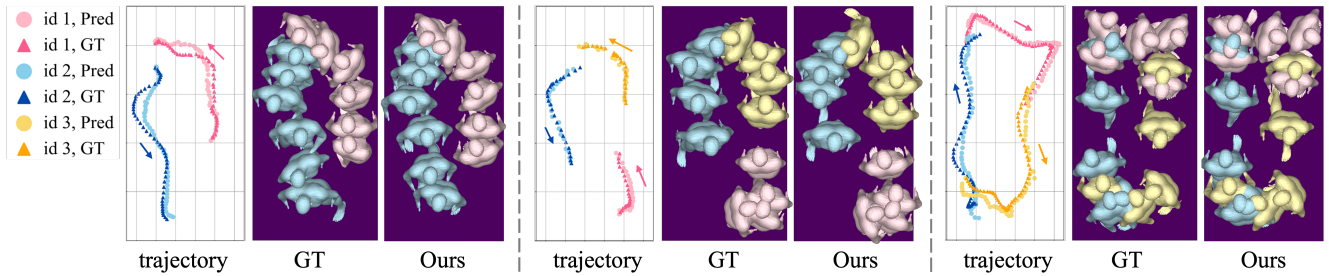 id 1, Pred
id 1, GT
id 2, Pred
id 2, GT
id 3, Pred
id 3, GT
trajectory GT Ours trajectory GT Ours trajectory GT Ours